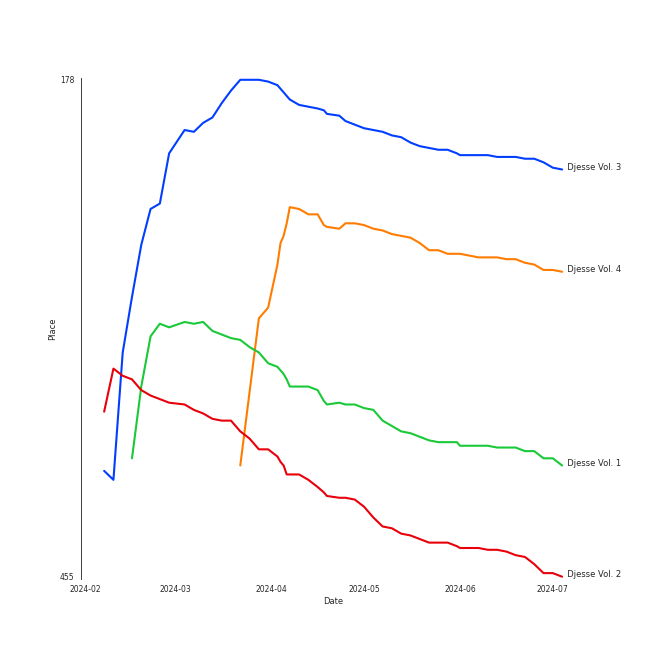 178
Djesse Vol. 3
Djesse Vol. 4
Place
Djesse Vol. 1
Djesse Vol. 2
455
2024-02 2024-03 2024-04 2024-05 2024-06 2024-07
Date